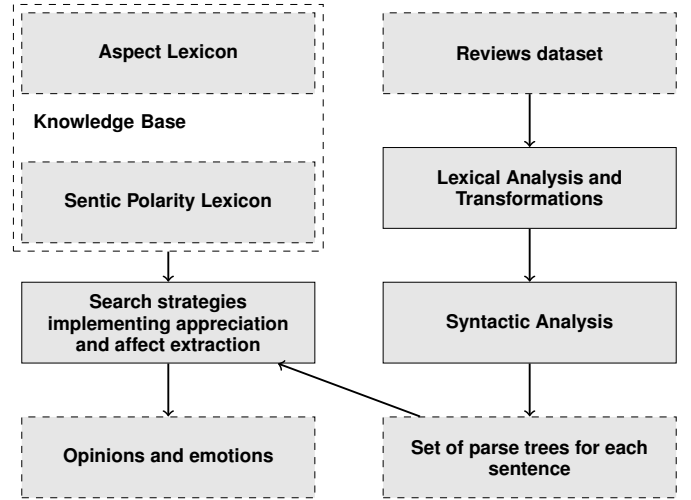 Aspect Lexicon
Knowledge Base
Sentic Polarity Lexicon
Search strategies
implementing appreciation
and affect extraction
Opinions and emotions
Reviews dataset
Lexical Analysis and
Transformations
Syntactic Analysis
Set of parse trees for each
sentence